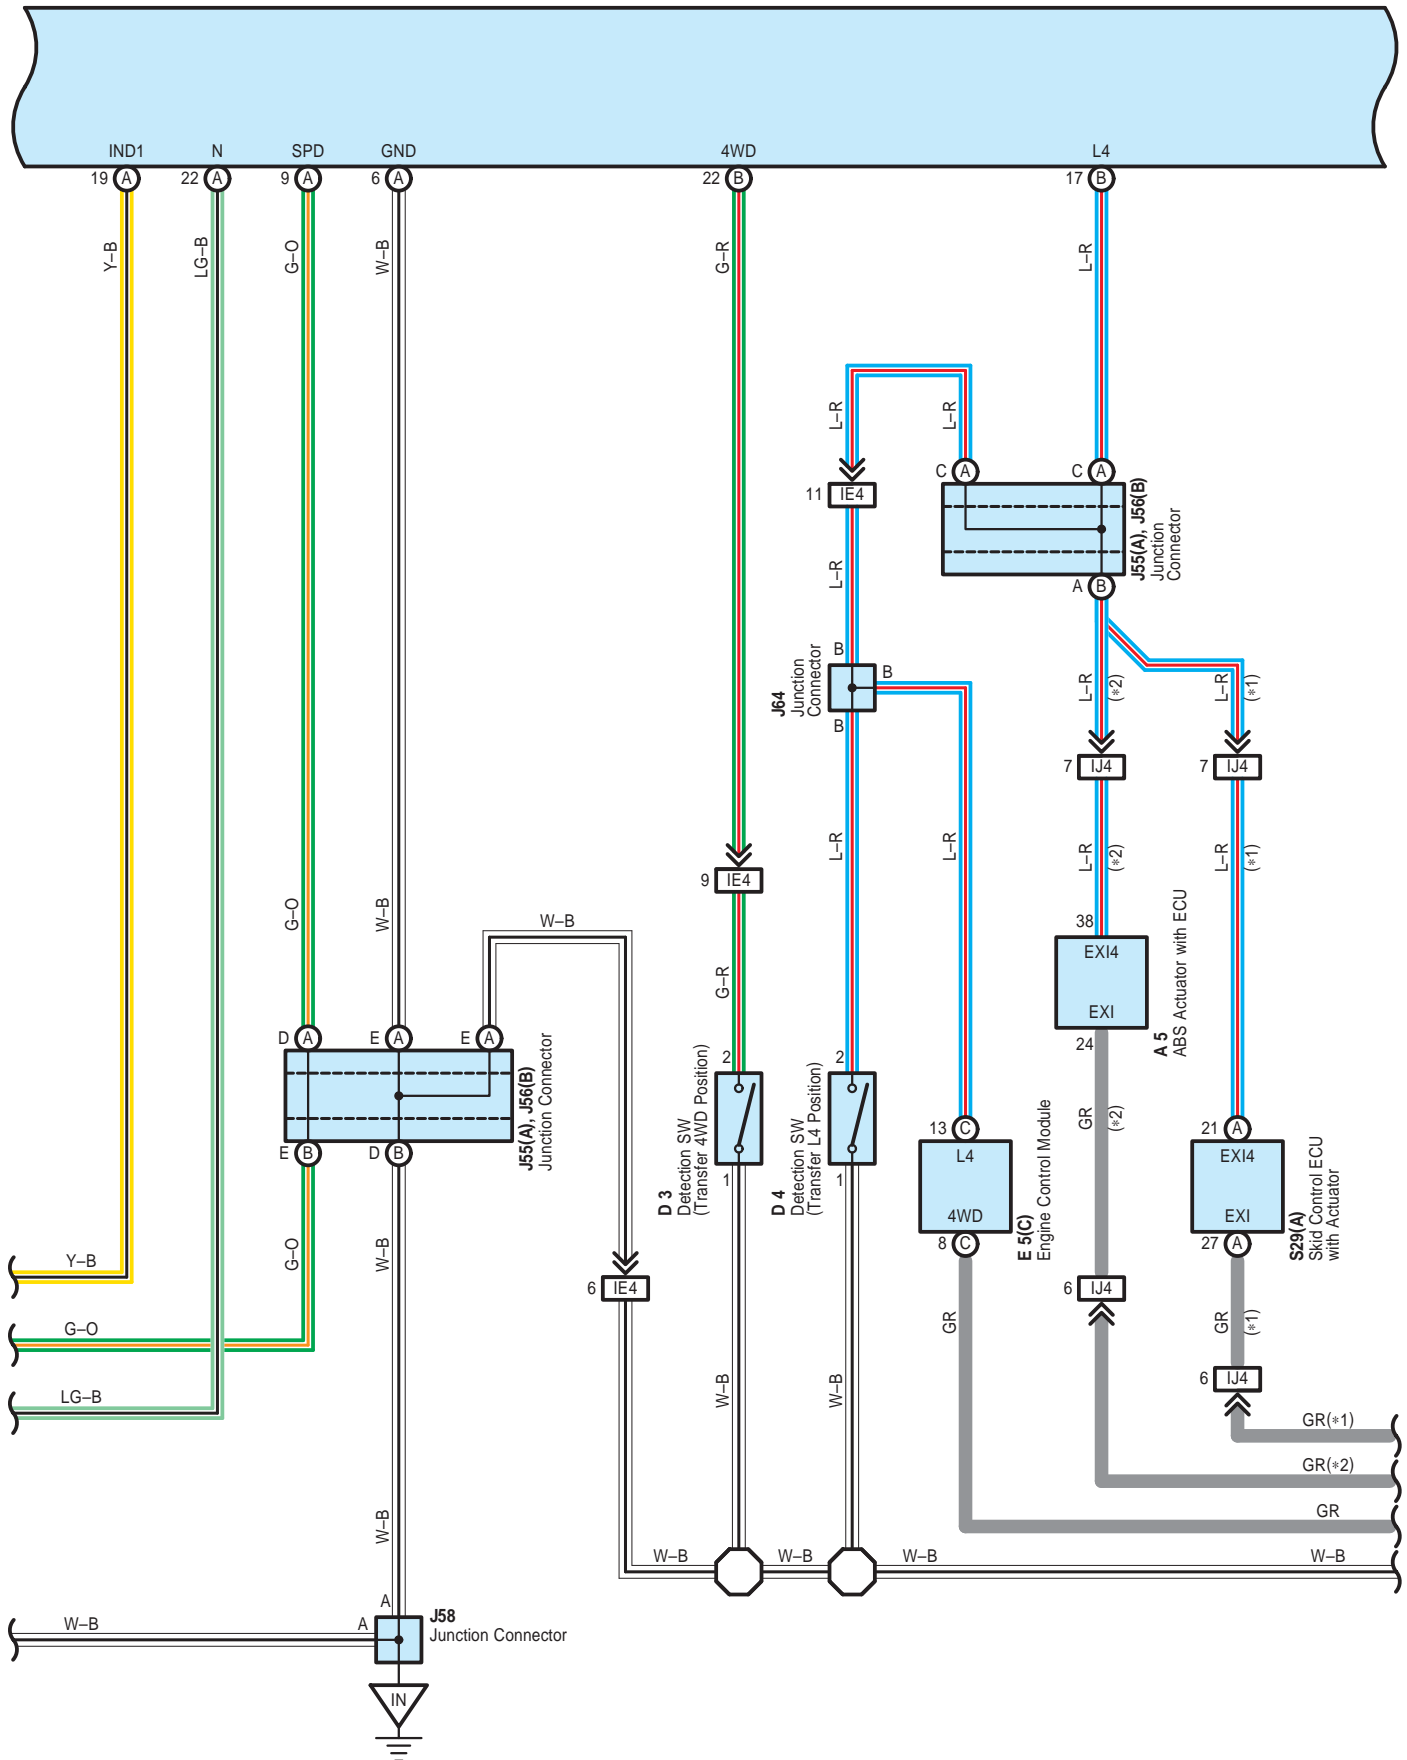 IND1 N SPD GND 4WD L4
19 A 22 A 9 A 6 A 22 B 17 B
Y–B LG–B G–O W–B G–R L–R
L–R L–R
C A C A
11 IE4
J55(A), J56(B)
Junction
Connector
L–R
A B
B
J64
Junction
Connector
B
B
L–R
(∗2)
L–R
(∗1)
7 IJ4 7 IJ4
L–R L–R
L–R
(∗2)
L–R
(∗1)
9 IE4
G–O W–B W–B
38
EXI4
EXI
24
A 5
ABS Actuator with ECU
G–R
D A E A E A
J55(A), J56(B)
Junction Connector
E B D B
2
1
D 3
Detection SW
(Transfer 4WD Position)
2
1
D 4
Detection SW
(Transfer L4 Position)
GR
(∗2)
13 C
L4
4WD
8 C
E 5(C)
Engine Control Module
21 A
EXI4
EXI
27 A
S29(A)
Skid Control ECU
with Actuator
G–O W–B
Y–B
6 IE4 6 IJ4
GR
GR
(∗1)
G–O
6 IJ4
LG–B
W–B W–B
GR(∗1)
GR(∗2)
GR
W–B
W–B W–B W–B W–B
A
W–B A
J58
Junction Connector
IN